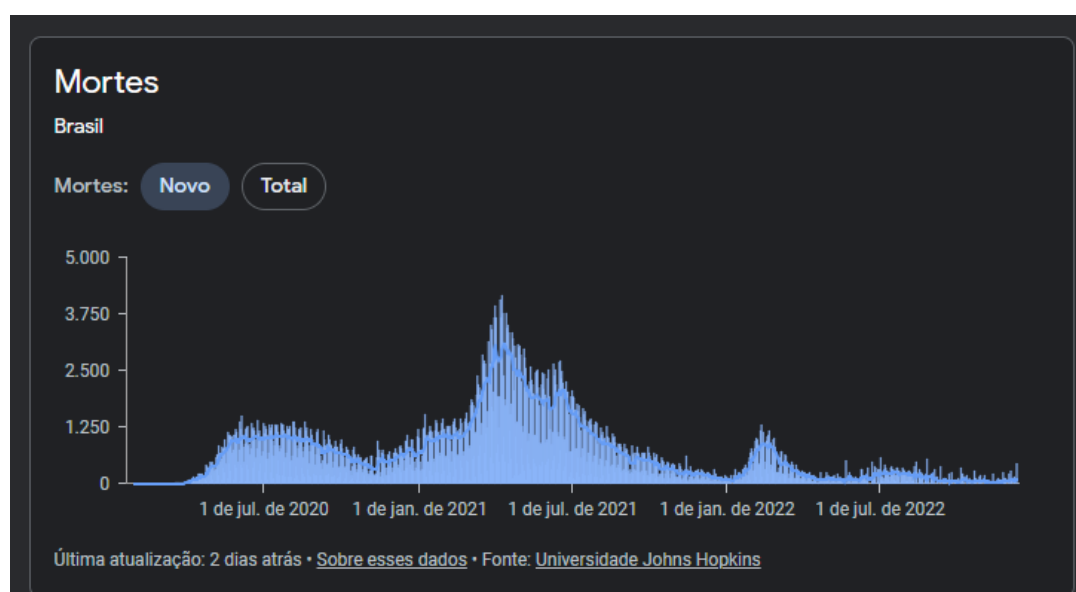 Mortes
Brasil
Mortes: Novo Total
5.000
3.750
2.500
1.250
0
1 de jul. de 2020 1 de jan. de 2021 1 de jul. de 2021 1 de jan. de 2022 1 de jul. de 2022
Última atualização: 2 dias atrás • Sobre esses dados • Fonte: Universidade Johns Hopkins